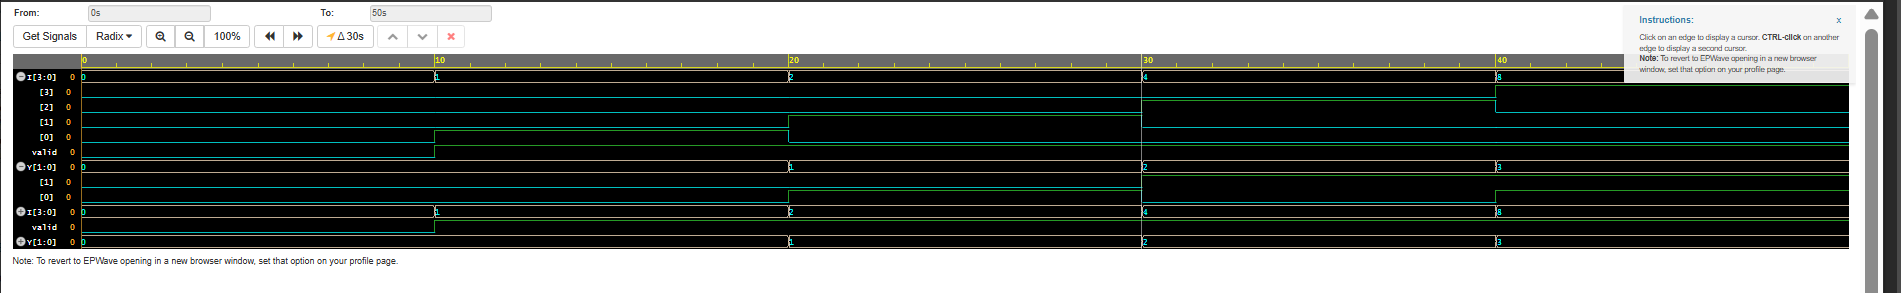 From: 0s To: 50s
Get Signals Radix 100% Δ 30s
Instructions: x
Click on an edge to display a cursor. CTRL-click on another
edge to display a second cursor.
Note: To revert to EPWave opening in a new browser
window, set that option on your profile page.
0 10 20 30 40
I[3:0] 0 0 1 2 4 8
[3] 0
[2] 0
[1] 0
[0] 0
valid 0
Y[1:0] 0 0 1 2 3
[1] 0
[0] 0
I[3:0] 0 0 1 2 4 8
valid 0
Y[1:0] 0 0 1 2 3
Note: To revert to EPWave opening in a new browser window, set that option on your profile page.